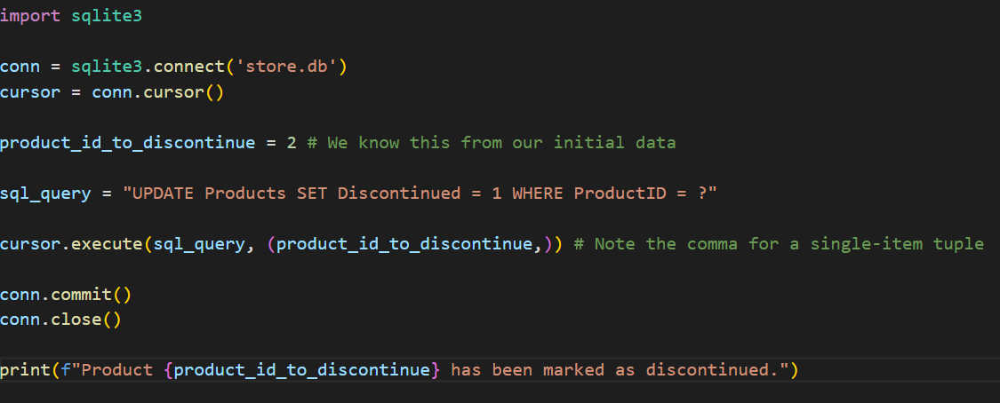 import sqlite3
conn = sqlite3.connect('store.db')
cursor = conn.cursor()
product_id_to_discontinue = 2 # We know this from our initial data
sql_query = "UPDATE Products SET Discontinued = 1 WHERE ProductID = ?"
cursor.execute(sql_query, (product_id_to_discontinue,)) # Note the comma for a single-item tuple
conn.commit()
conn.close()
print(f"Product {product_id_to_discontinue} has been marked as discontinued.")